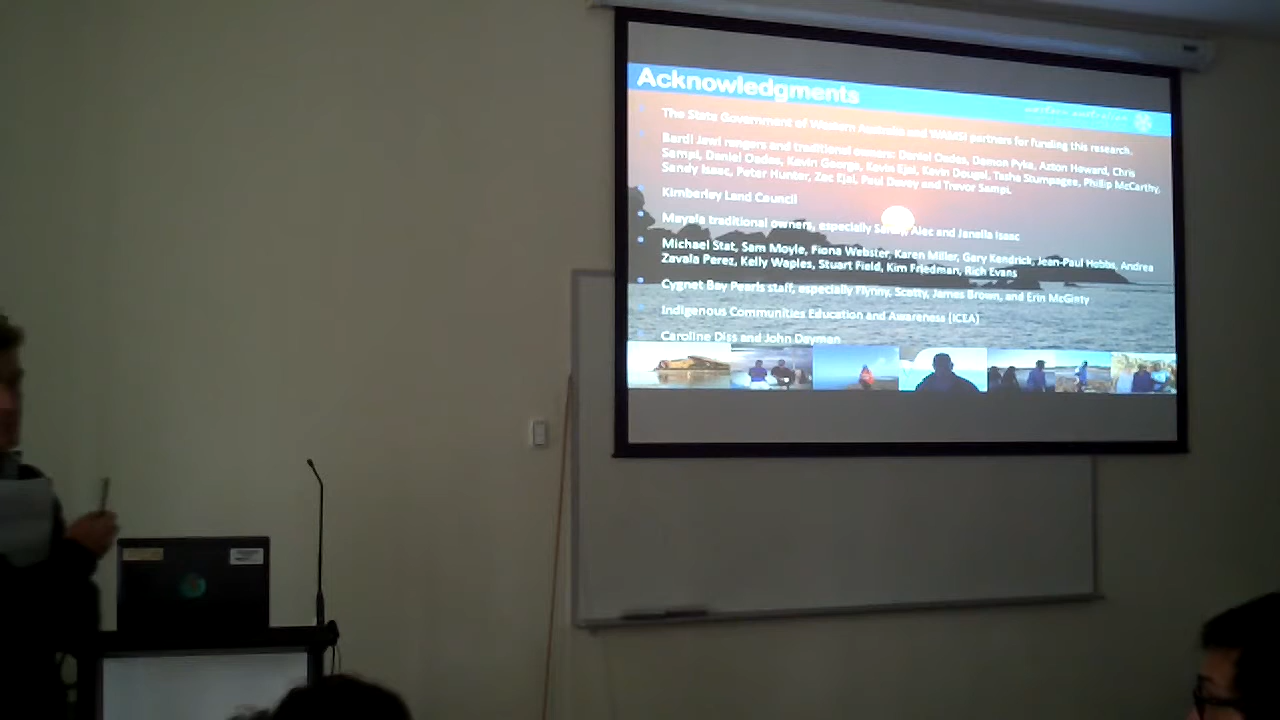 Acknowledgments
The State Government of Western Australia and WAMSI partners for funding this research.
Bardi Jawi rangers and traditional owners: Daniel Oades, Damon Pyke, Azton Howard, Chris
Sampi, Daniel Oades, Kevin George, Kevin Ejai, Kevin Dougal, Tasha Stumpagee, Phillip McCarthy,
Sandy Isaac, Peter Hunter, Zac Ejai, Paul Davey and Trevor Sampi.
Kimberley Land Council
Mayala traditional owners, especially Alec and Janella Isaac
Michael Stat, Sam Moyle, Fiona Webster, Karen Miller, Gary Kendrick, Jean-Paul Hobbs, Andrea
Zavala Perez, Kelly Waples, Stuart Field, Kim Friedman, Rich Evans
Cygnet Bay Pearls staff, especially Flynny, Scotty, James Brown, and Erin McGinty
Indigenous Communities Education and Awareness (ICEA)
Caroline Diss and John Dayman